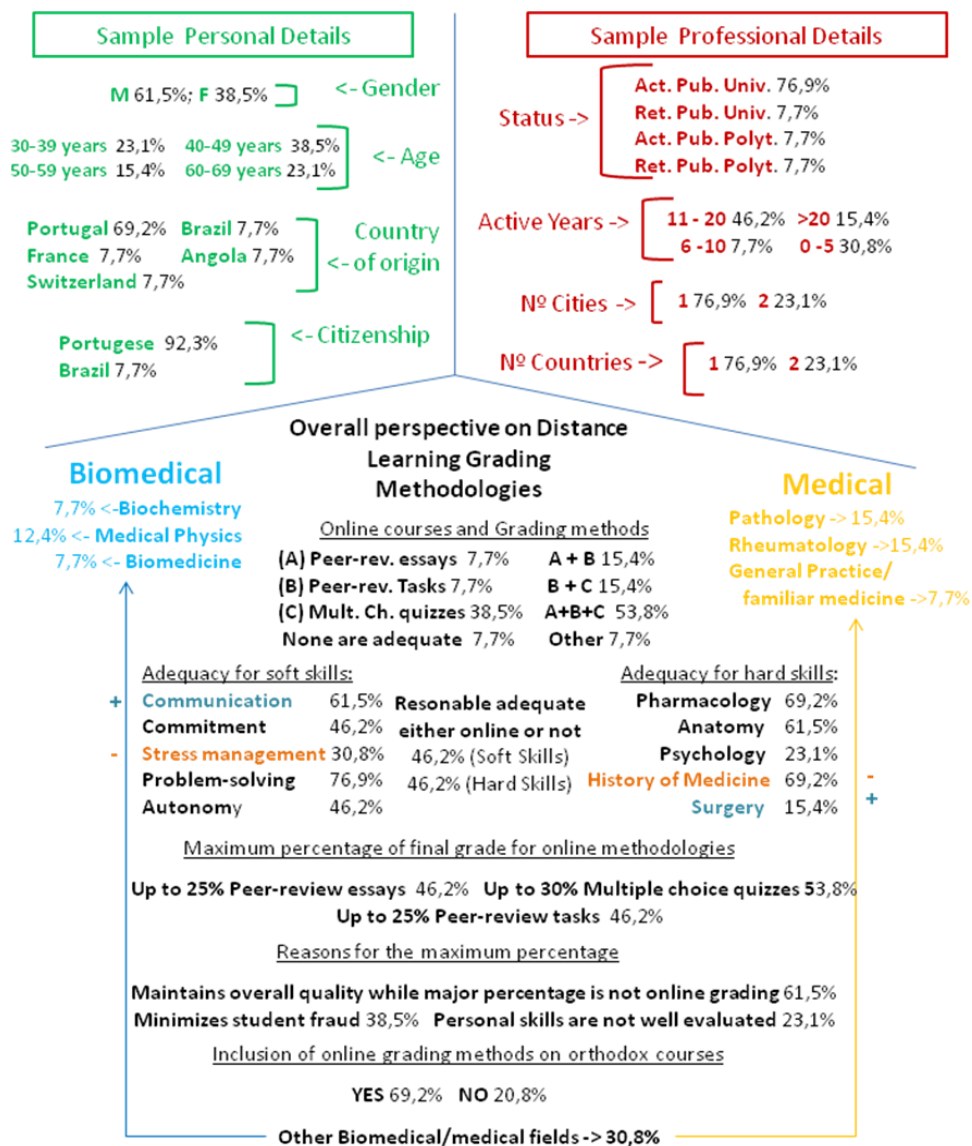 Sample Personal Details
M 61,5%; F 38,5%
<- Gender
30-39 years 23,1% 40-49 years 38,5%
50-59 years 15,4% 60-69 years 23,1%
<- Age
Portugal 69,2% Brazil 7,7%
France 7,7% Angola 7,7%
Switzerland 7,7%
Country
<- of origin
Portugese 92,3%
Brazil 7,7%
<- Citizenship
Sample Professional Details
Status ->
Act. Pub. Univ. 76,9%
Ret. Pub. Univ. 7,7%
Act. Pub. Polyt. 7,7%
Ret. Pub. Polyt. 7,7%
Active Years ->
11 - 20 46,2% >20 15,4%
6 -10 7,7% 0 -5 30,8%
Nº Cities ->
1 76,9% 2 23,1%
Nº Countries ->
1 76,9% 2 23,1%
Overall perspective on Distance
Learning Grading
Methodologies
Biomedical
7,7% <-Biochemistry
12,4% <- Medical Physics
7,7% <- Biomedicine
Medical
Pathology -> 15,4%
Rheumatology ->15,4%
General Practice/
familiar medicine ->7,7%
Online courses and Grading methods
(A) Peer-rev. essays 7,7% A + B 15,4%
(B) Peer-rev. Tasks 7,7% B + C 15,4%
(C) Mult. Ch. quizzes 38,5% A+B+C 53,8%
None are adequate 7,7% Other 7,7%
Adequacy for soft skills:
+ Communication 61,5%
Commitment 46,2%
- Stress management 30,8%
Problem-solving 76,9%
Autonomy 46,2%
Resonable adequate
either online or not
46,2% (Soft Skills)
46,2% (Hard Skills)
Adequacy for hard skills:
Pharmacology 69,2%
Anatomy 61,5%
Psychology 23,1%
History of Medicine 69,2% -
Surgery 15,4% +
Maximum percentage of final grade for online methodologies
Up to 25% Peer-review essays 46,2% Up to 30% Multiple choice quizzes 53,8%
Up to 25% Peer-review tasks 46,2%
Reasons for the maximum percentage
Maintains overall quality while major percentage is not online grading 61,5%
Minimizes student fraud 38,5% Personal skills are not well evaluated 23,1%
Inclusion of online grading methods on orthodox courses
YES 69,2% NO 20,8%
Other Biomedical/medical fields -> 30,8%